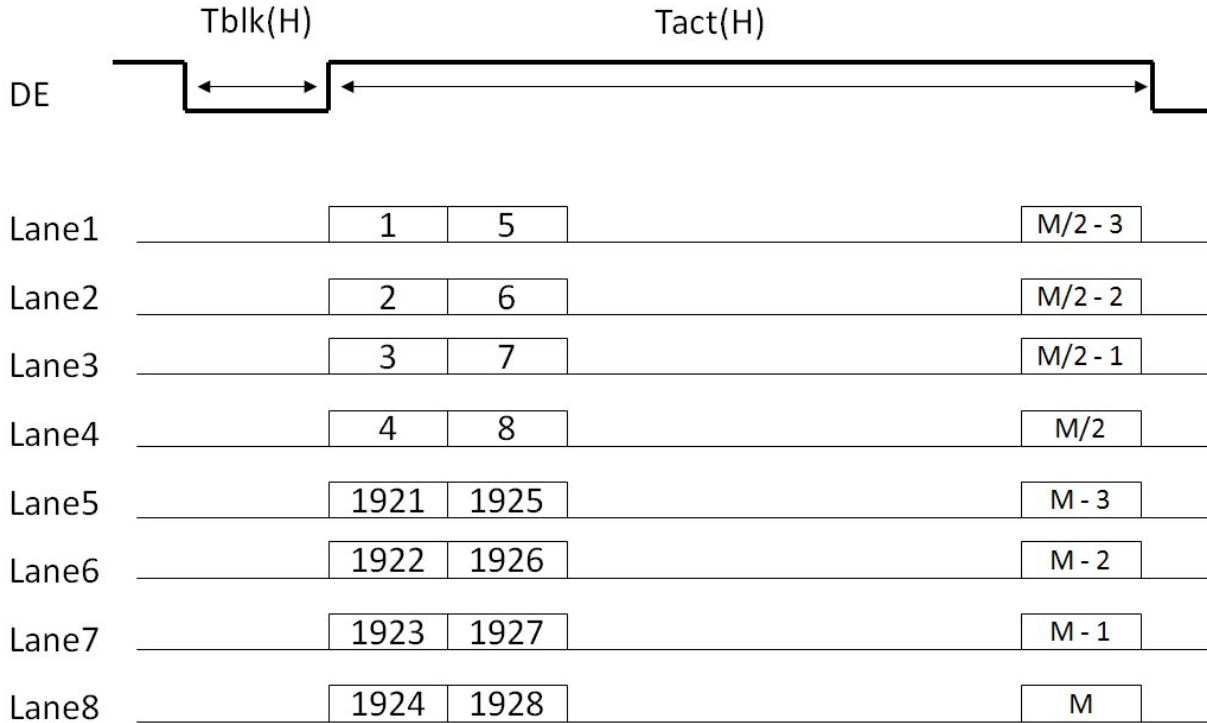 Tblk(H) Tact(H)
DE
Lane1 1 5 M/2 - 3
Lane2 2 6 M/2 - 2
Lane3 3 7 M/2 - 1
Lane4 4 8 M/2
Lane5 1921 1925 M - 3
Lane6 1922 1926 M - 2
Lane7 1923 1927 M - 1
Lane8 1924 1928 M